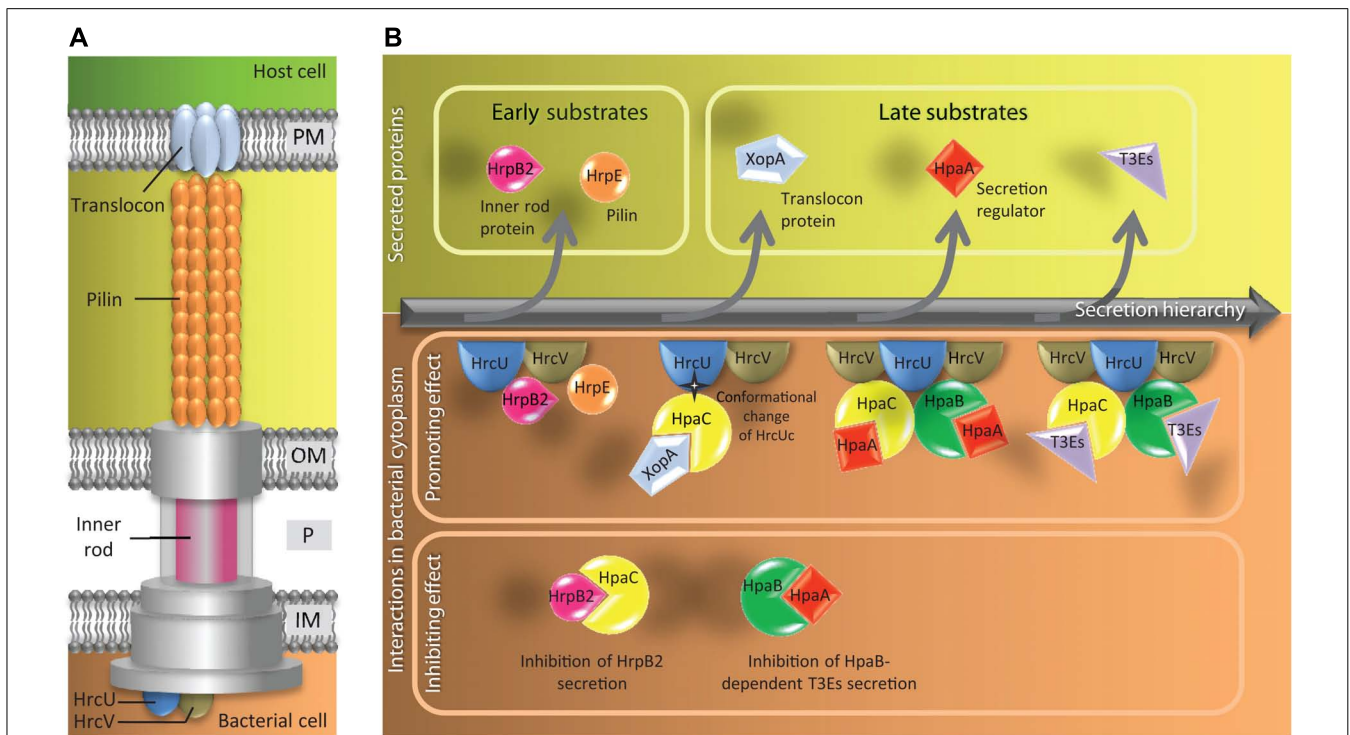 A
Host cell
PM
Translocon
Pilin
OM
Inner
rod
P
IM
HrcU
HrcV
Bacterial cell
B
Secreted proteins
Early substrates
HrpB2
HrpE
Inner rod
protein
Pilin
Late substrates
XopA
Translocon
protein
HpaA
Secretion
regulator
T3Es
Secretion hierarchy
Interactions in bacterial cytoplasm
Promoting effect
HrcU
HrcV
HrpB2
HrpE
HrcU
HrcV
Conformational
change
of HrcUc
HpaC
XopA
HrcV
HrcU
HrcV
HpaC
HpaB
HpaA
HpaA
HrcV
HrcU
HrcV
HpaC
HpaB
T3Es
T3Es
Inhibiting effect
HrpB2
HpaC
Inhibition of HrpB2
secretion
HpaB
HpaA
Inhibition of HpaB-
dependent T3Es secretion